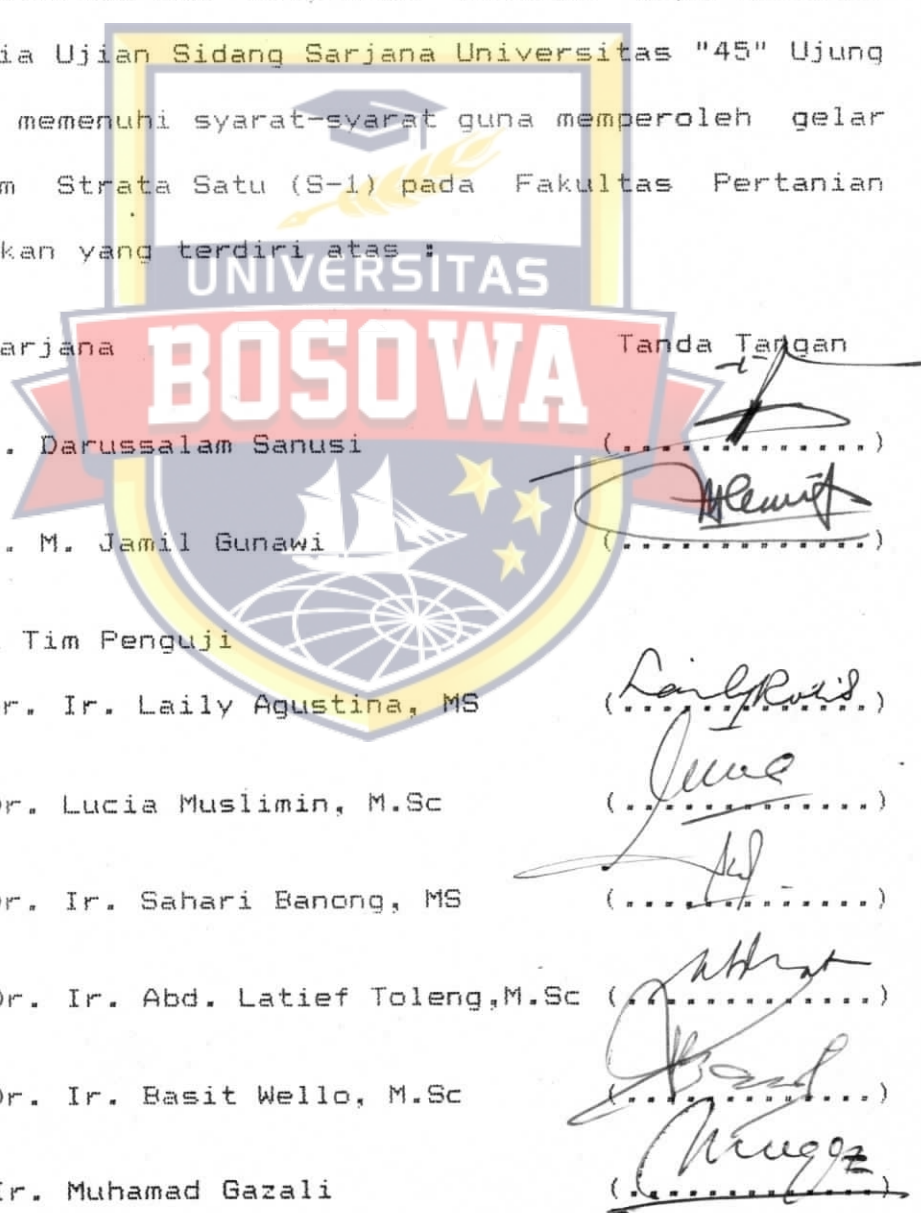 ia Ujian Sidang Sarjana Universitas "45" Ujung
memenuhi syarat-syarat guna memperoleh gelar
m Strata Satu (S-1) pada Fakultas Pertanian
kan yang terdiri atas :
UNIVERSITAS
BOSOWA
arjana Tanda Tangan
. Darussalam Sanusi (..............)
. M. Jamil Gunawi (..............)
Tim Penguji
r. Ir. Laily Agustina, MS (..............)
r. Lucia Muslimin, M.Sc (..............)
r. Ir. Sahari Banong, MS (..............)
Dr. Ir. Abd. Latief Toleng,M.Sc (..............)
Dr. Ir. Basit Wello, M.Sc (..............)
Ir. Muhamad Gazali (..............)